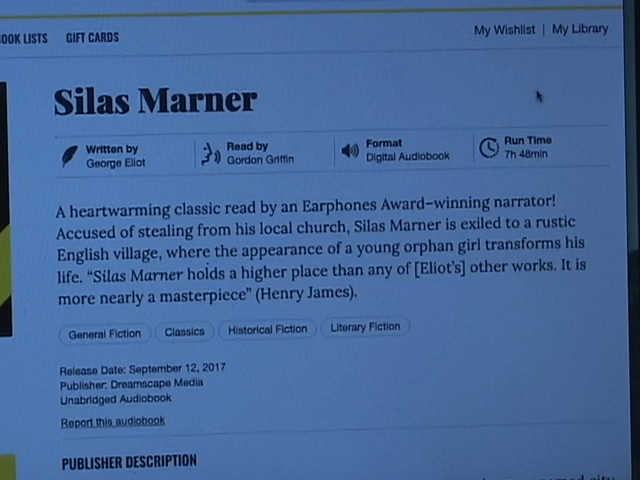 OOK LISTS GIFT CARDS My Wishlist | My Library
Silas Marner
Written by
George Eliot
Read by
Gordon Griffin
Format
Digital Audiobook
Run Time
7h 48min
A heartwarming classic read by an Earphones Award–winning narrator!
Accused of stealing from his local church, Silas Marner is exiled to a rustic
English village, where the appearance of a young orphan girl transforms his
life. “Silas Marner holds a higher place than any of [Eliot's] other works. It is
more nearly a masterpiece” (Henry James).
General Fiction Classics Historical Fiction Literary Fiction
Release Date: September 12, 2017
Publisher: Dreamscape Media
Unabridged Audiobook
Report this audiobook
PUBLISHER DESCRIPTION